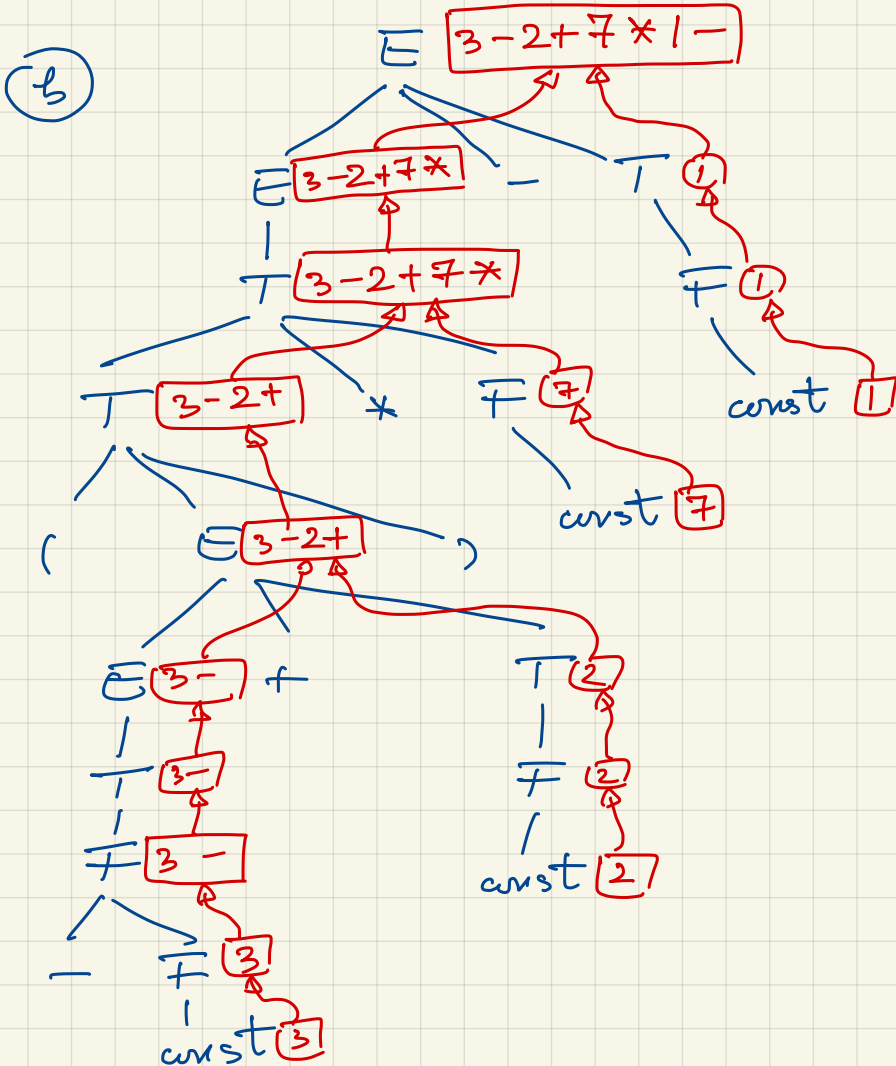 E 3-2+7*1-
b
E 3-2+7* - T 1
T 3-2+7* F 1
T 3-2+ * F 7 const 1
const 7
( E 3-2+ )
E 3- + T 2
T 3- F 2
F 3- const 2
- F 3
const 3